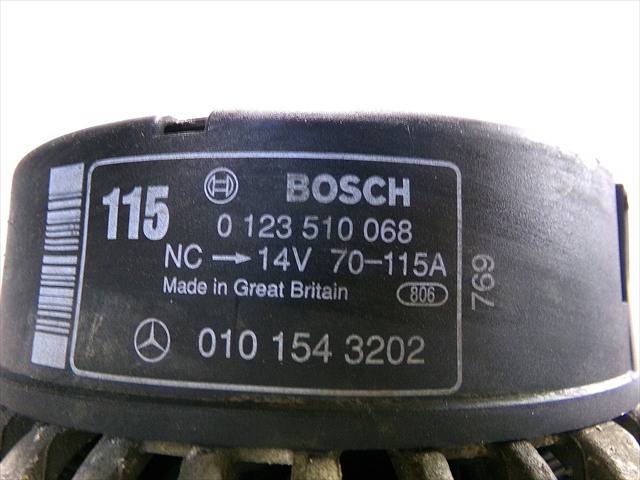 115 BOSCH
0 123 510 068
NC → 14V 70-115A
Made in Great Britain 806
010 154 3202
769